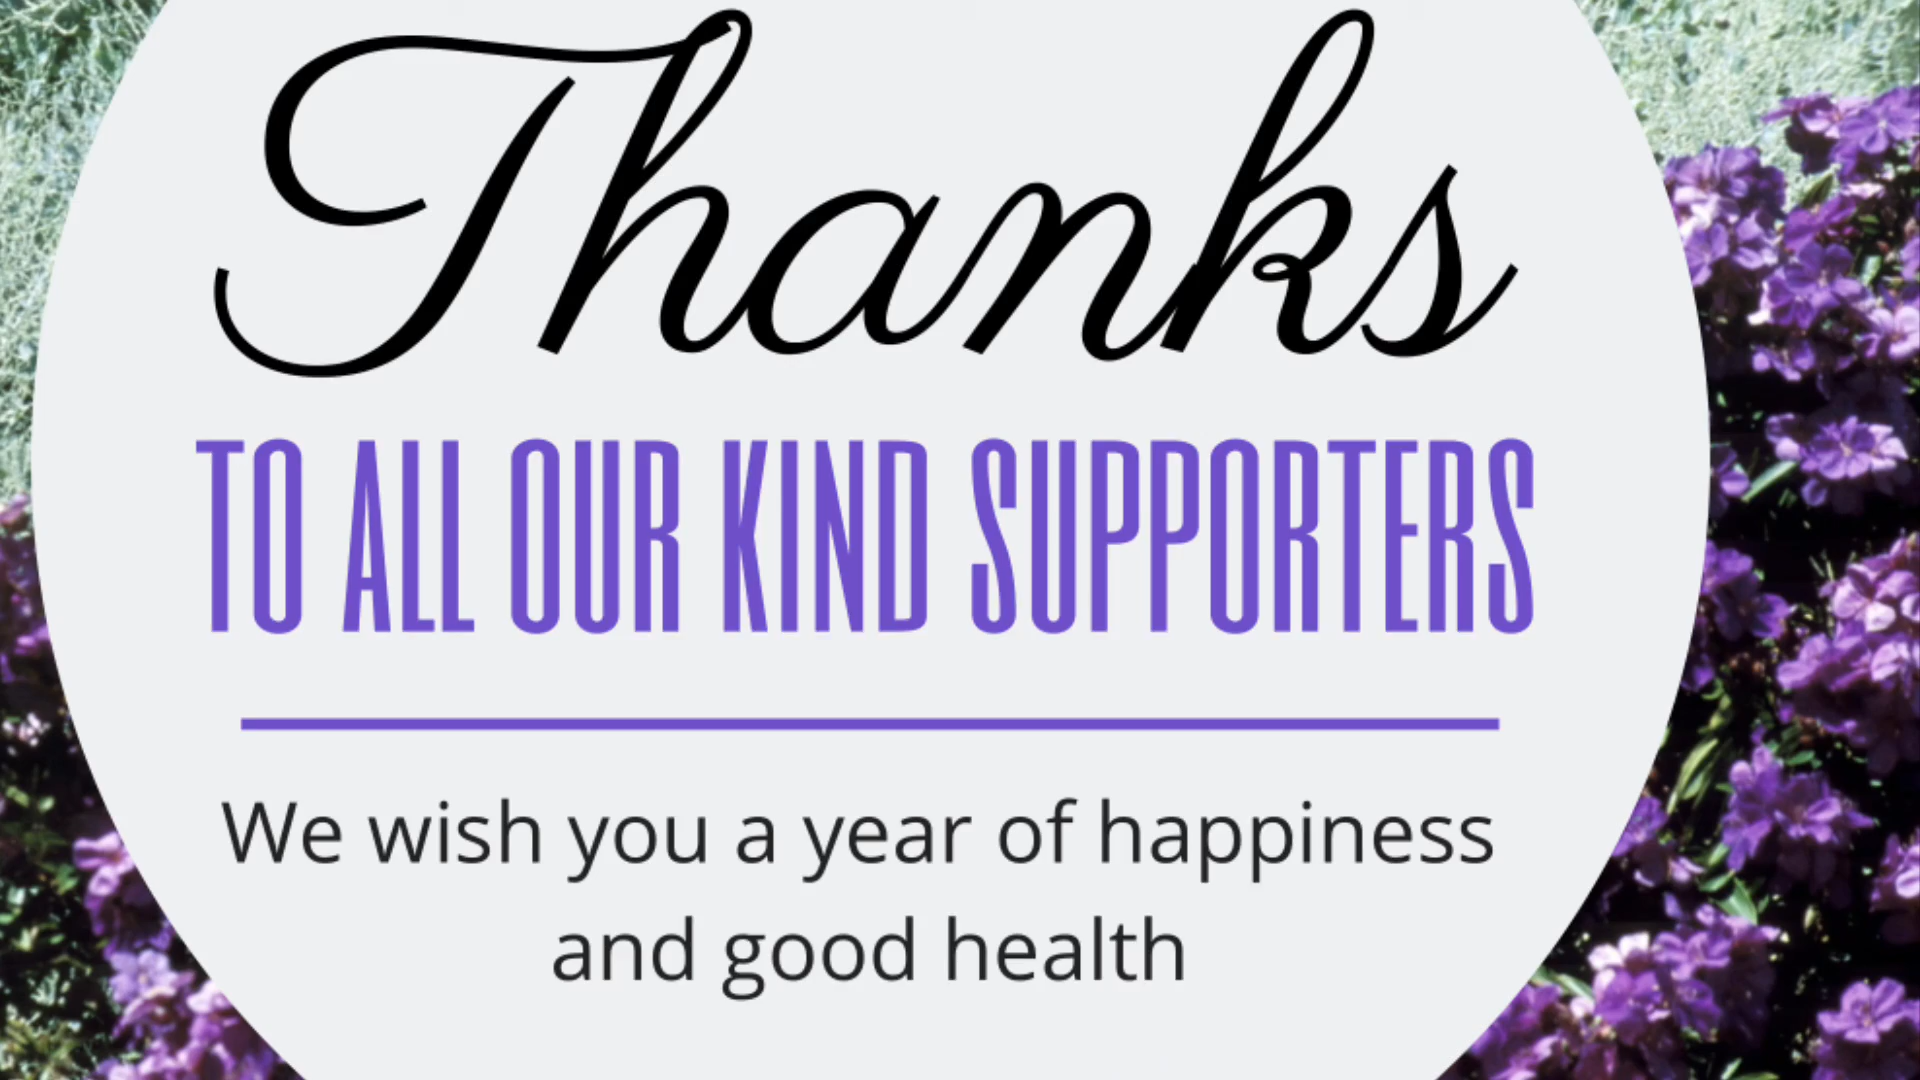 Thanks
TO ALL OUR KIND SUPPORTERS
We wish you a year of happiness
and good health